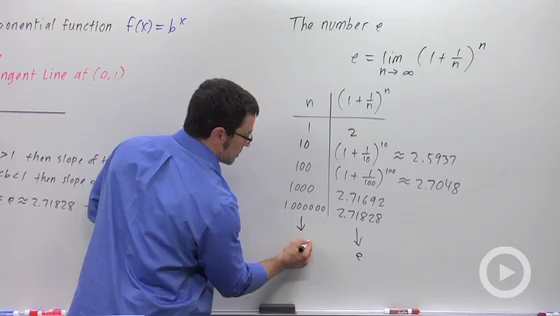 ponential function f(x) = b^x
ngent Line at (0,1)
>1 then slope of t
<b<1 then slope o
= e ≈ 2.71828
The number e
e = lim n→∞ (1 + 1/n)^n
n (1 + 1/n)^n
1 2
10 (1 + 1/10)^10 ≈ 2.5937
100 (1 + 1/100)^100 ≈ 2.7048
1000 2.71692
1000000 2.71828
↓ ↓
e